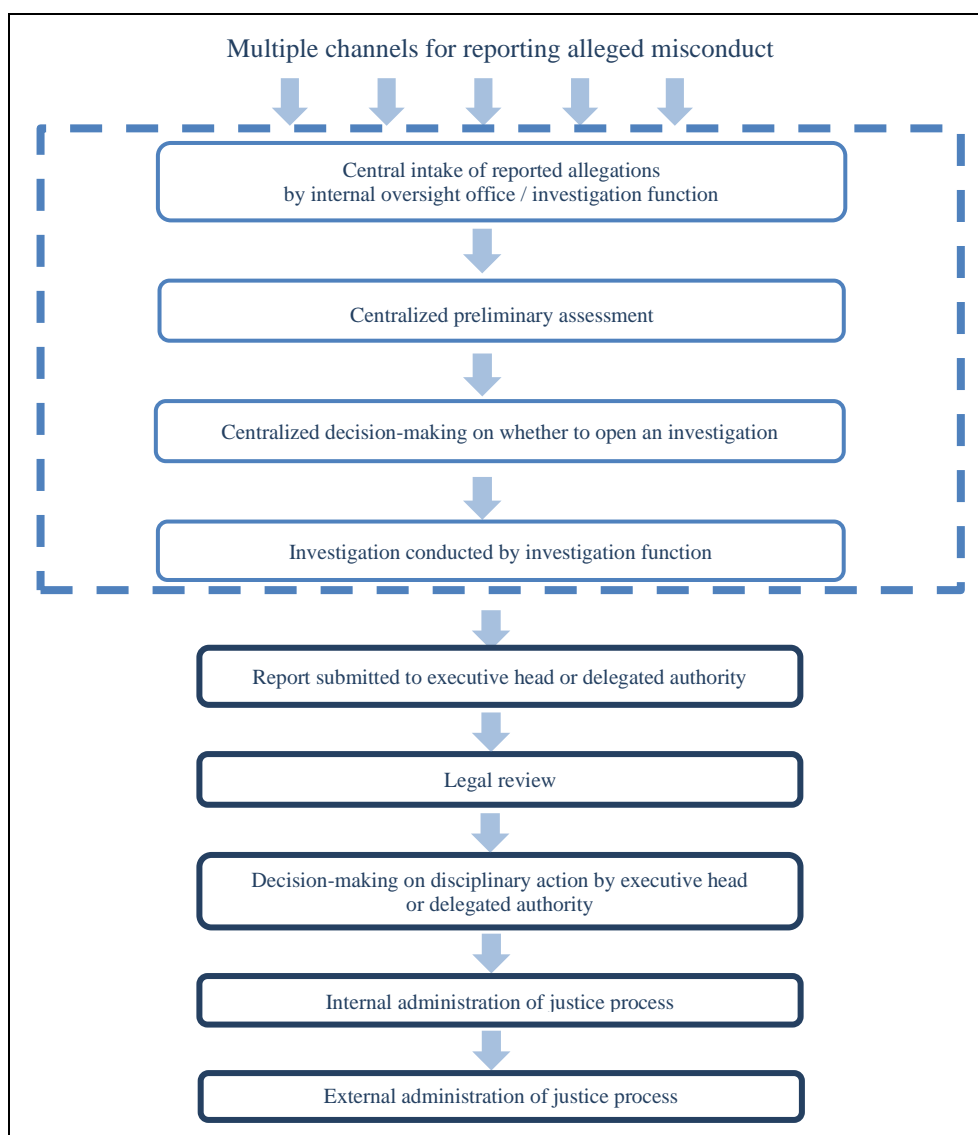 Multiple channels for reporting alleged misconduct
Central intake of reported allegations
by internal oversight office / investigation function
Centralized preliminary assessment
Centralized decision-making on whether to open an investigation
Investigation conducted by investigation function
Report submitted to executive head or delegated authority
Legal review
Decision-making on disciplinary action by executive head
or delegated authority
Internal administration of justice process
External administration of justice process